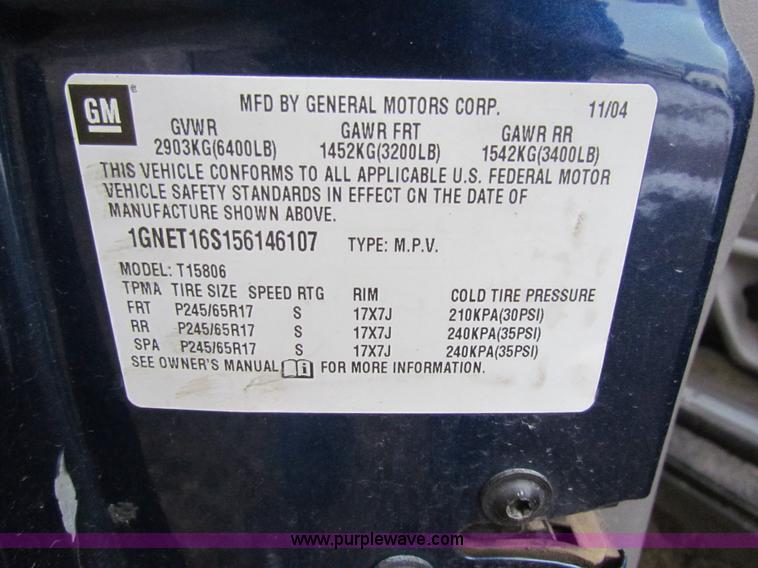 GM ®
MFD BY GENERAL MOTORS CORP. 11/04
GVWR GAWR FRT GAWR RR
2903KG(6400LB) 1452KG(3200LB) 1542KG(3400LB)
THIS VEHICLE CONFORMS TO ALL APPLICABLE U.S. FEDERAL MOTOR
VEHICLE SAFETY STANDARDS IN EFFECT ON THE DATE OF
MANUFACTURE SHOWN ABOVE.
1GNET16S156146107 TYPE: M.P.V.
MODEL: T15806
TPMA TIRE SIZE SPEED RTG RIM COLD TIRE PRESSURE
FRT P245/65R17 S 17X7J 210KPA(30PSI)
RR P245/65R17 S 17X7J 240KPA(35PSI)
SPA P245/65R17 S 17X7J 240KPA(35PSI)
SEE OWNER'S MANUAL i FOR MORE INFORMATION.
www.purplewave.com